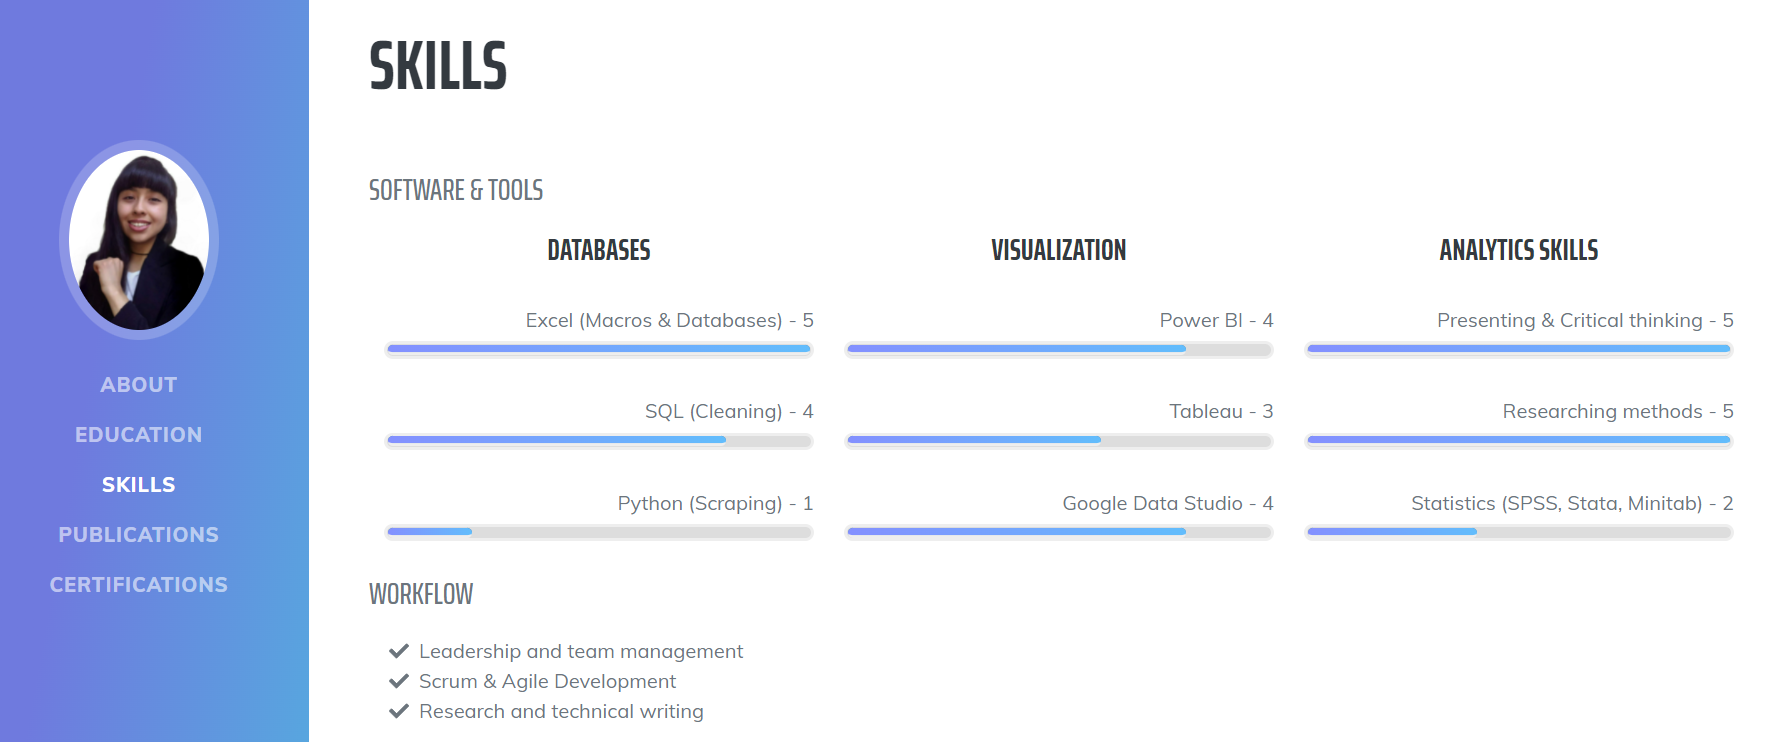 ABOUT
EDUCATION
SKILLS
PUBLICATIONS
CERTIFICATIONS
SKILLS
SOFTWARE & TOOLS
DATABASES
Excel (Macros & Databases) - 5
SQL (Cleaning) - 4
Python (Scraping) - 1
VISUALIZATION
Power BI - 4
Tableau - 3
Google Data Studio - 4
ANALYTICS SKILLS
Presenting & Critical thinking - 5
Researching methods - 5
Statistics (SPSS, Stata, Minitab) - 2
WORKFLOW
Leadership and team management
Scrum & Agile Development
Research and technical writing